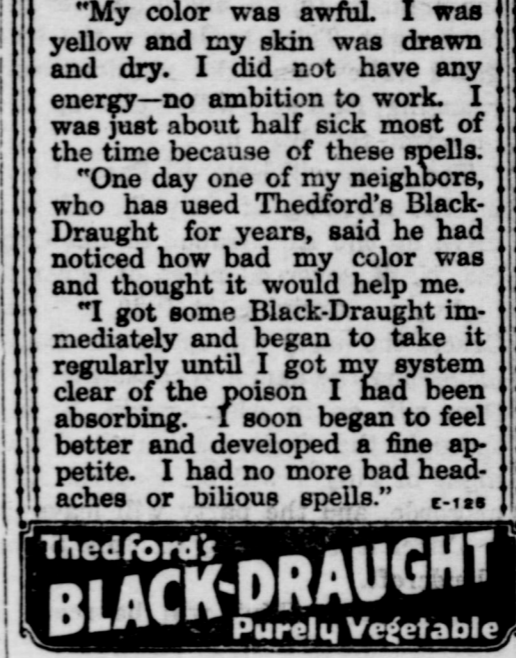 "My color was awful. I was
yellow and my skin was drawn
and dry. I did not have any
energy—no ambition to work. I
was just about half sick most of
the time because of these spells.
"One day one of my neighbors,
who has used Thedford's Black-
Draught for years, said he had
noticed how bad my color was
and thought it would help me.
"I got some Black-Draught im-
mediately and began to take it
regularly until I got my system
clear of the poison I had been
absorbing. I soon began to feel
better and developed a fine ap-
petite. I had no more bad head-
aches or bilious spells." E-126
Thedford's
BLACK-DRAUGHT
Purely Vegetable